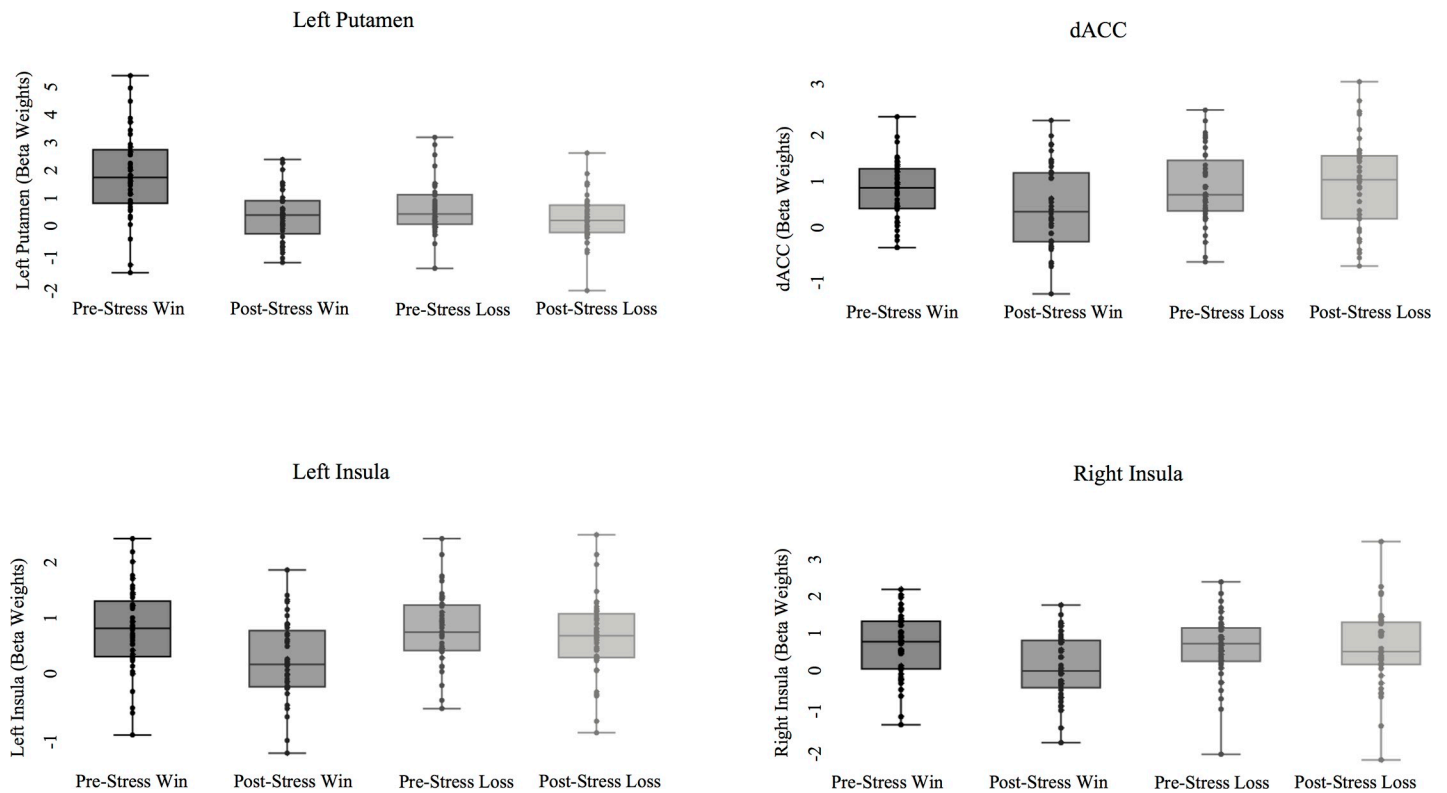 Left Putamen
Left Putamen (Beta Weights)
5
4
3
2
1
0
-1
-2
Pre-Stress Win
Post-Stress Win
Pre-Stress Loss
Post-Stress Loss
dACC
dACC (Beta Weights)
3
2
1
0
-1
Pre-Stress Win
Post-Stress Win
Pre-Stress Loss
Post-Stress Loss
Left Insula
Left Insula (Beta Weights)
2
1
0
-1
Pre-Stress Win
Post-Stress Win
Pre-Stress Loss
Post-Stress Loss
Right Insula
Right Insula (Beta Weights)
3
2
1
0
-1
-2
Pre-Stress Win
Post-Stress Win
Pre-Stress Loss
Post-Stress Loss